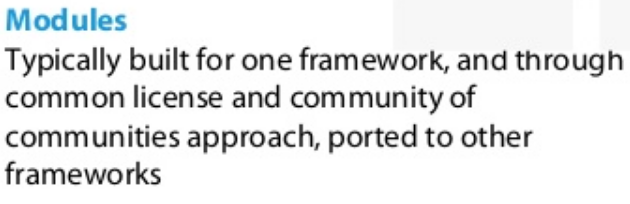 Modules
Typically built for one framework, and through
common license and community of
communities approach, ported to other
frameworks